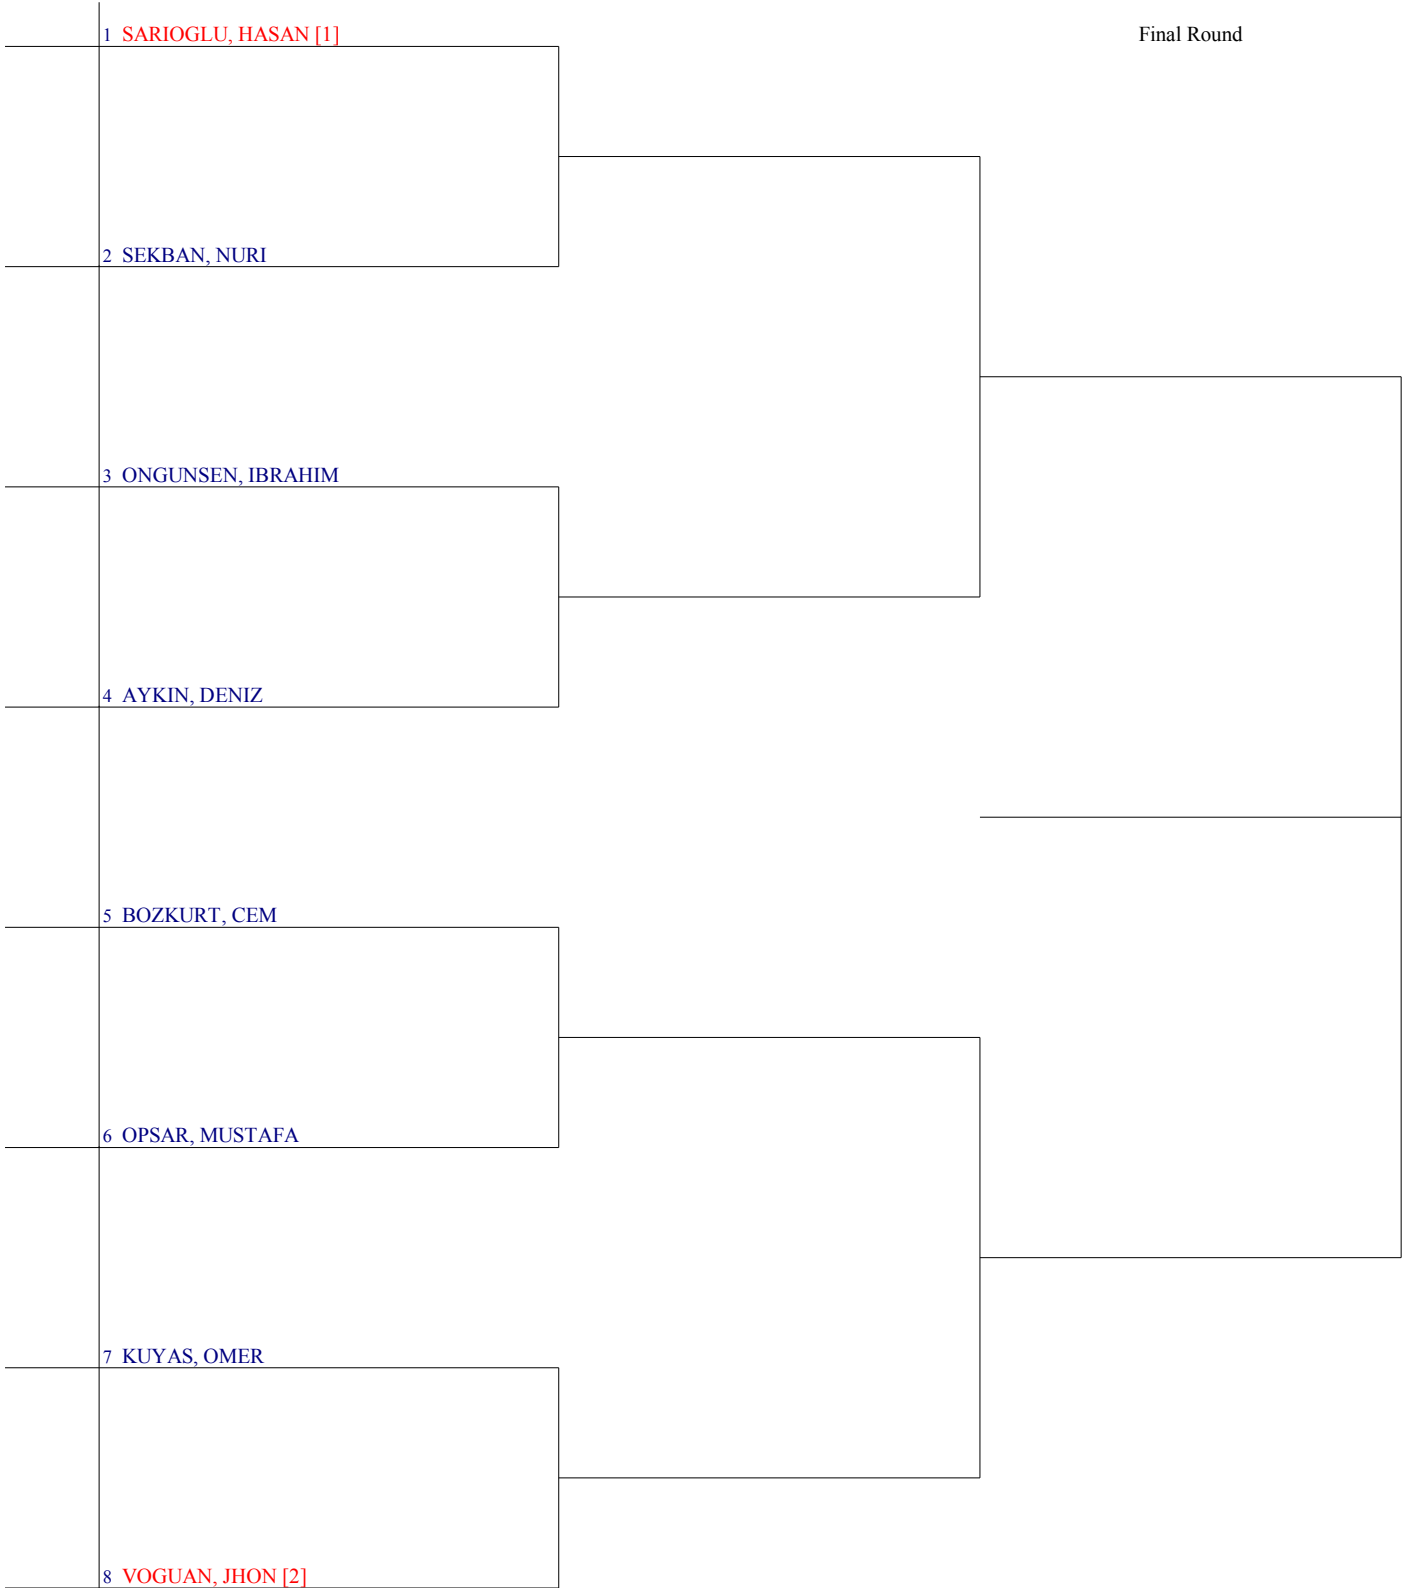 1 SARIOGLU, HASAN [1]
Final Round
2 SEKBAN, NURI
3 ONGUNSEN, IBRAHIM
4 AYKIN, DENIZ
5 BOZKURT, CEM
6 OPSAR, MUSTAFA
7 KUYAS, OMER
8 VOGUAN, JHON [2]